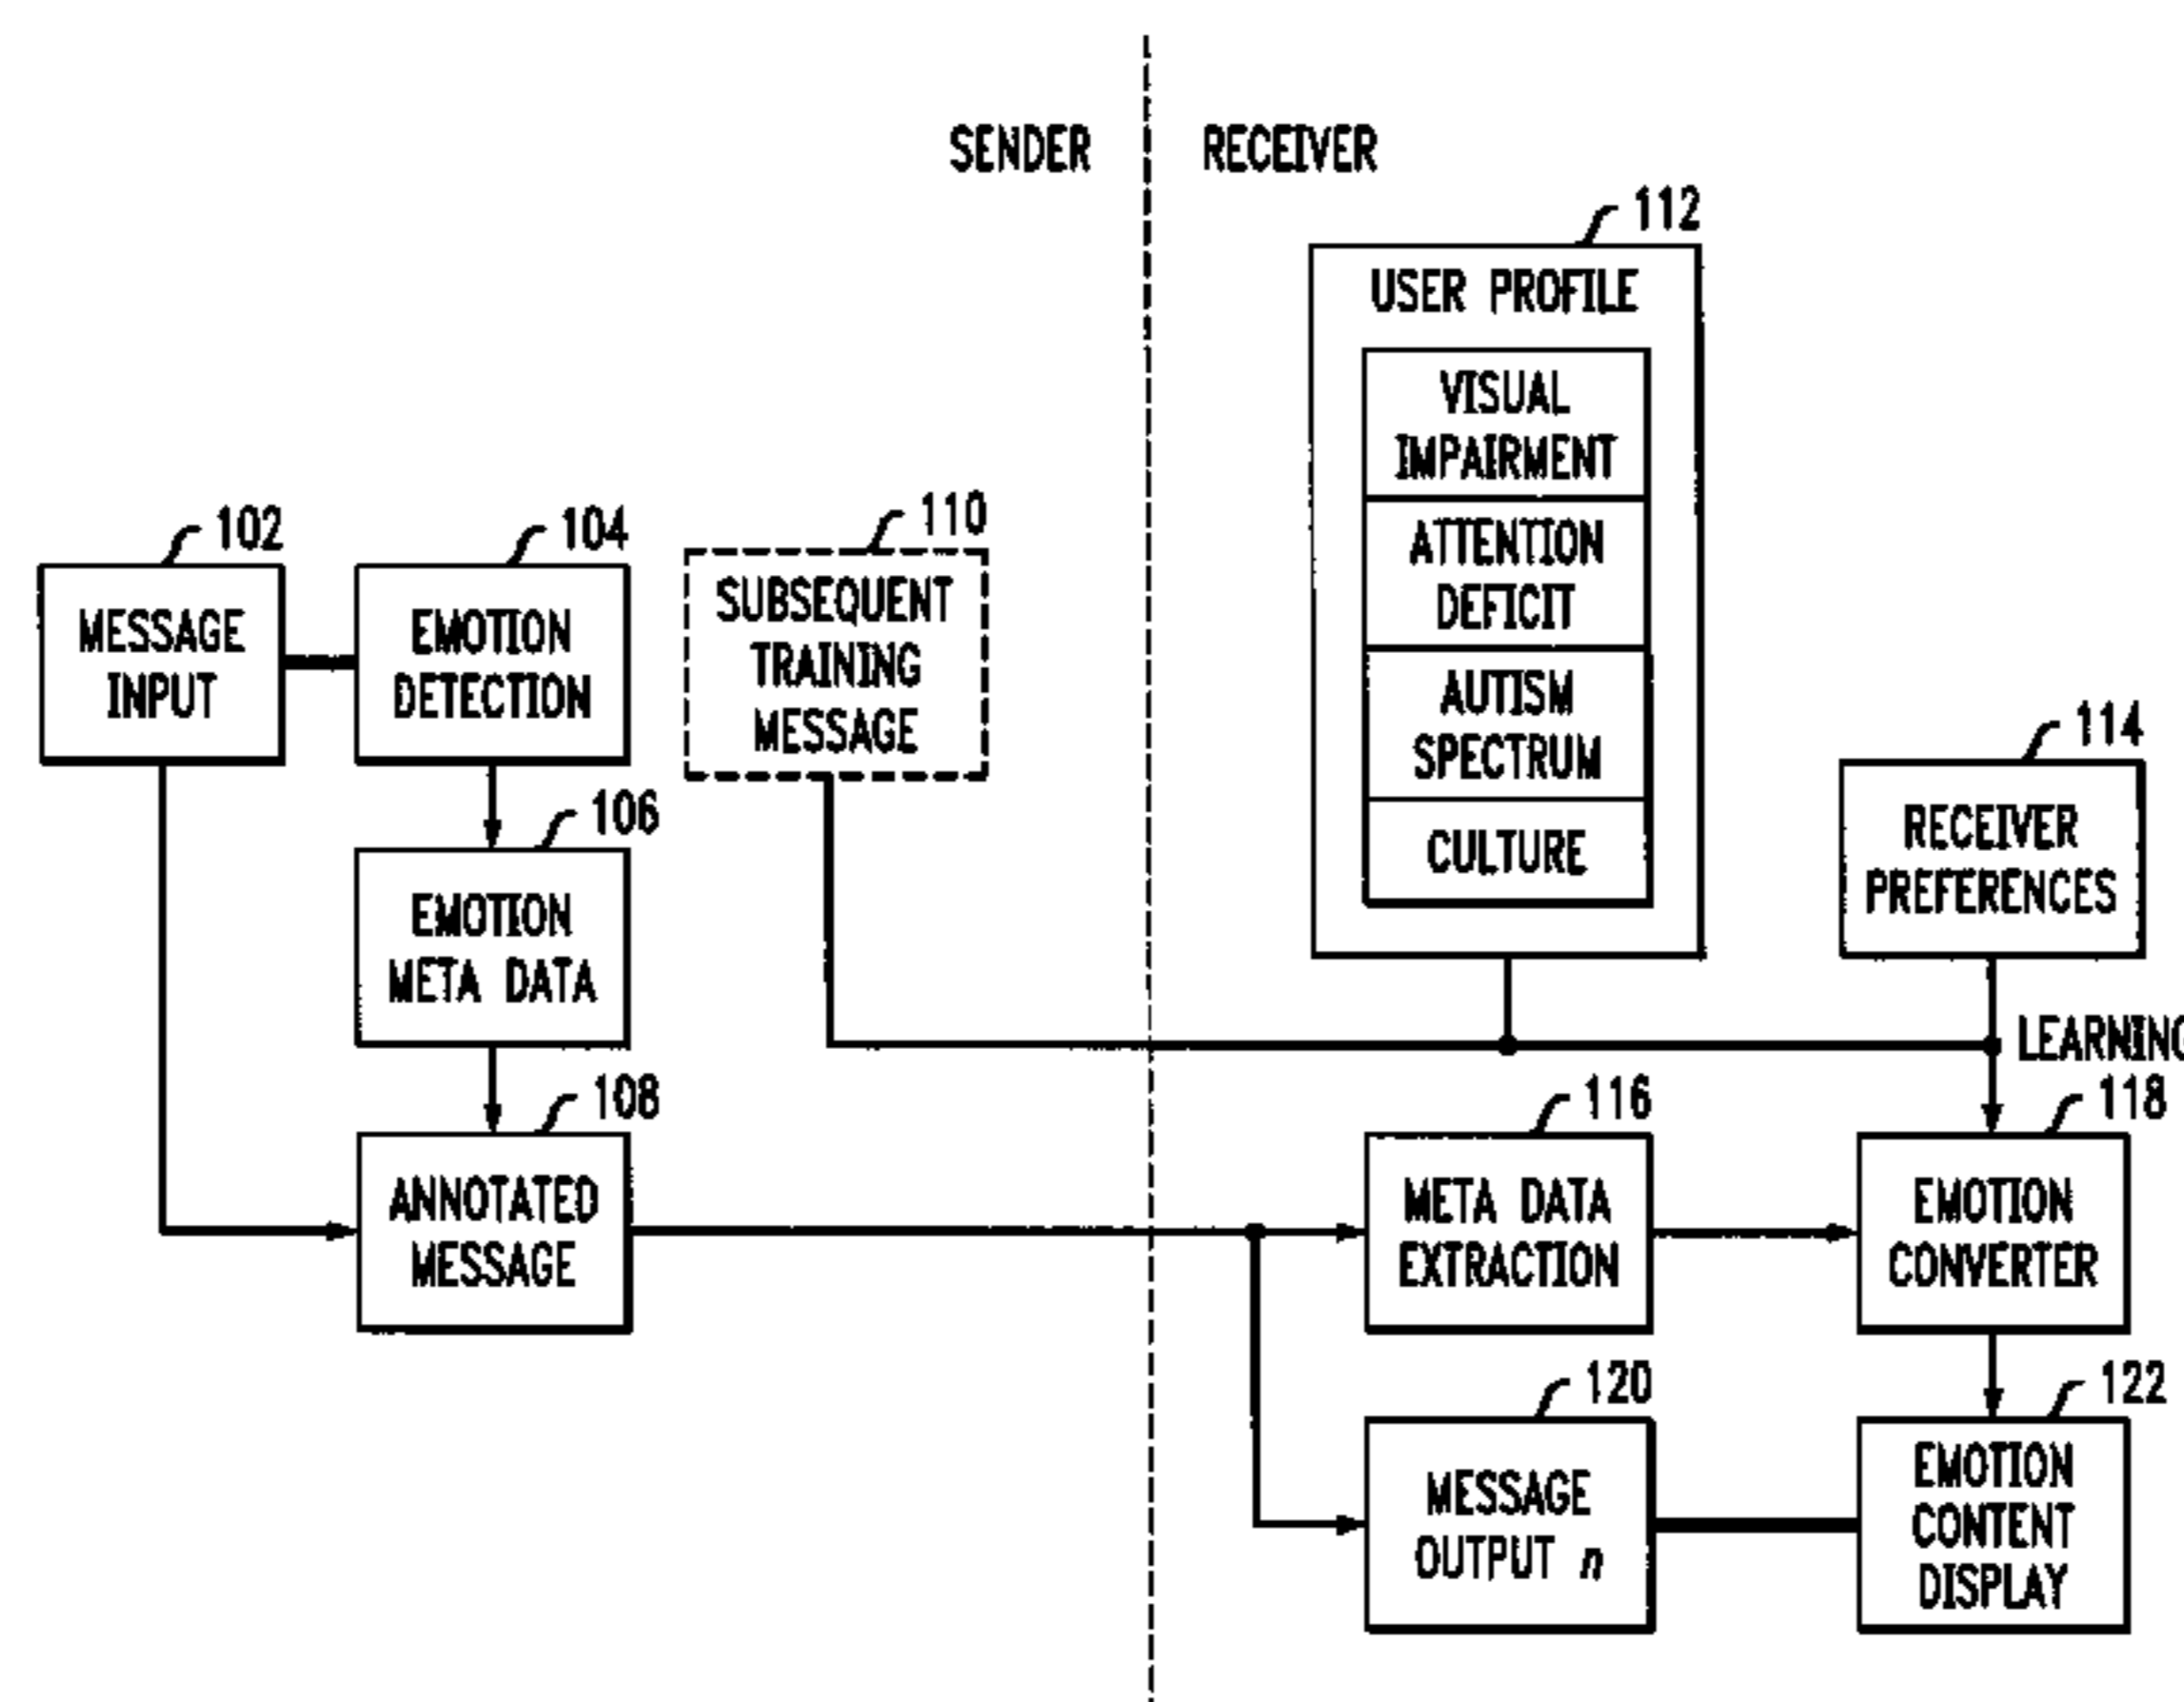 SENDER
RECEIVER
112
USER PROFILE
VISUAL
IMPAIRMENT
ATTENTION
DEFICIT
AUTISM
SPECTRUM
CULTURE
102
MESSAGE
INPUT
104
EMOTION
DETECTION
110
SUBSEQUENT
TRAINING
MESSAGE
114
RECEIVER
PREFERENCES
106
EMOTION
META DATA
LEARNING
108
ANNOTATED
MESSAGE
116
META DATA
EXTRACTION
118
EMOTION
CONVERTER
120
MESSAGE
OUTPUT n
122
EMOTION
CONTENT
DISPLAY